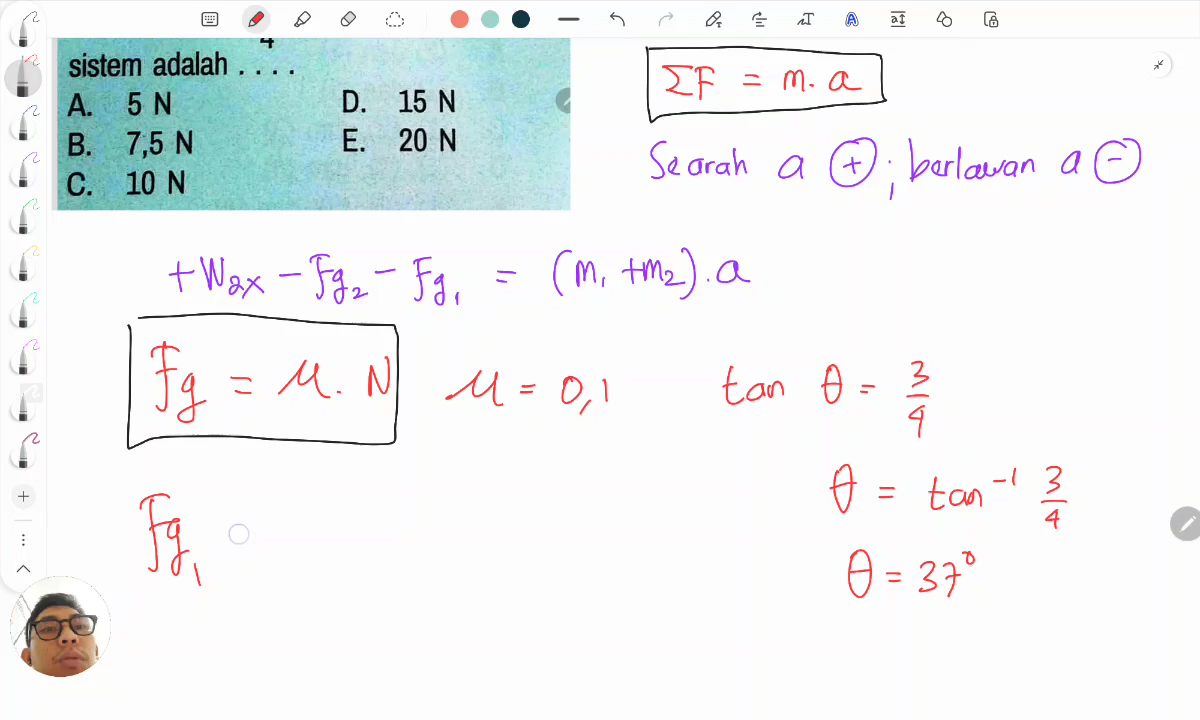 4
sistem adalah . . . .
A. 5 N
B. 7,5 N
C. 10 N
D. 15 N
E. 20 N
ΣF = m. a
Searah a (+) ; berlawan a (-)
+W2x - Fg2 - Fg1 = (m1 + m2) . a
Fg = μ. N
μ = 0,1
tan θ = 3/4
θ = tan⁻¹ 3/4
θ = 37°
Fg1